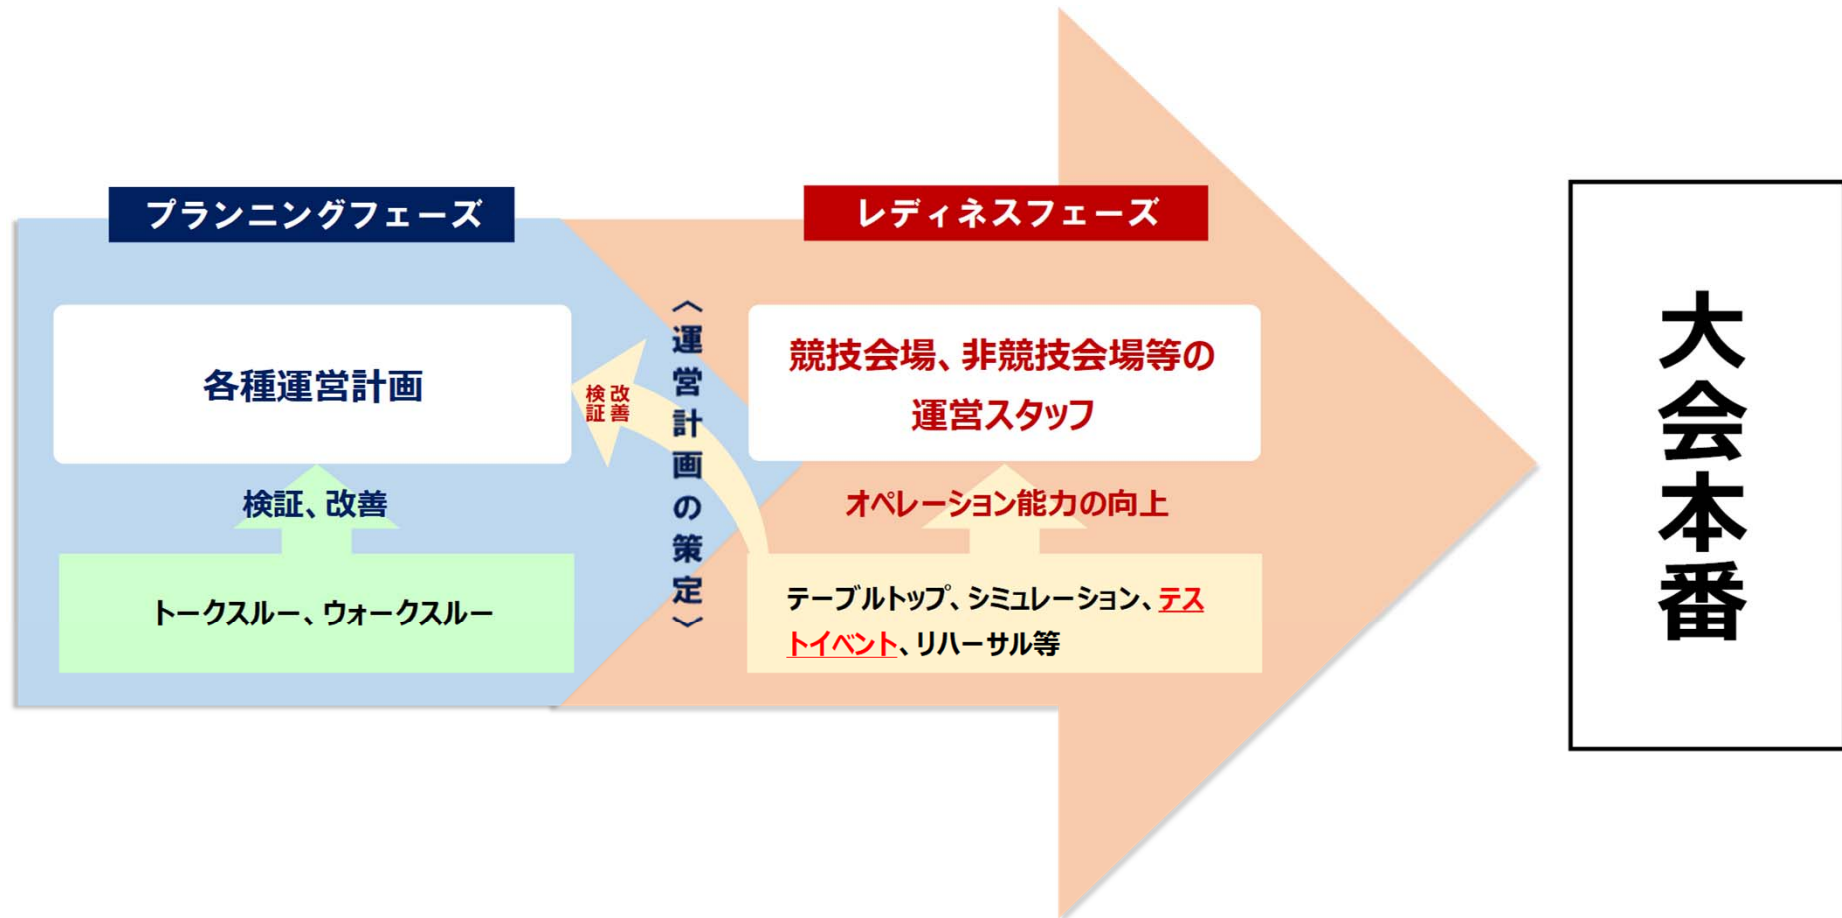 プランニングフェーズ
各種運営計画
検証、改善
トークスルー、ウォークスルー
検証
改善
〈運営計画の策定〉
レディネスフェーズ
競技会場、非競技会場等の
運営スタッフ
オペレーション能力の向上
テーブルトップ、シミュレーション、テス
トイベント、リハーサル等
大会本番